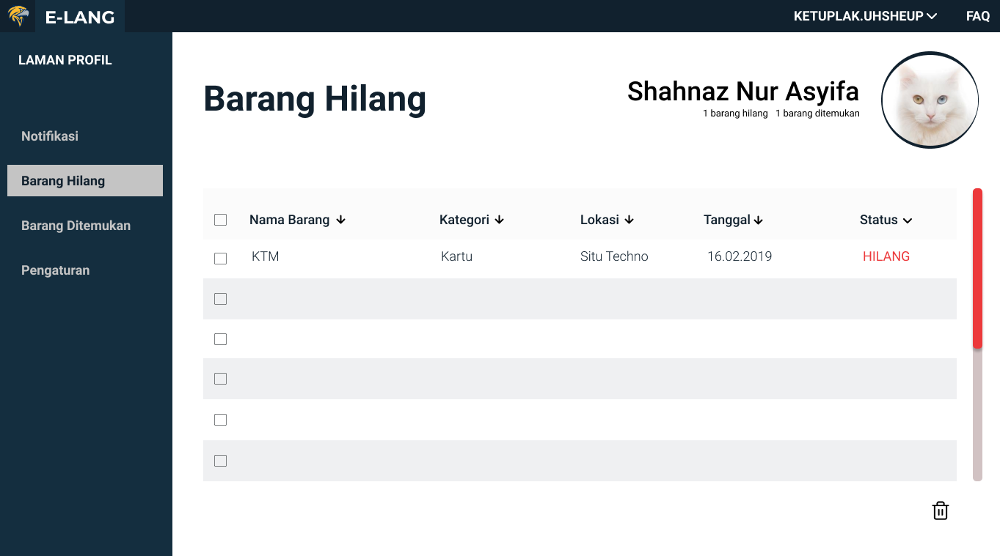 E-LANG
KETUPLAK.UHSHEUP
FAQ
LAMAN PROFIL
Notifikasi
Barang Hilang
Barang Ditemukan
Pengaturan
Barang Hilang
Shahnaz Nur Asyifa
1 barang hilang 1 barang ditemukan
Nama Barang Kategori Lokasi Tanggal Status
KTM Kartu Situ Techno 16.02.2019 HILANG